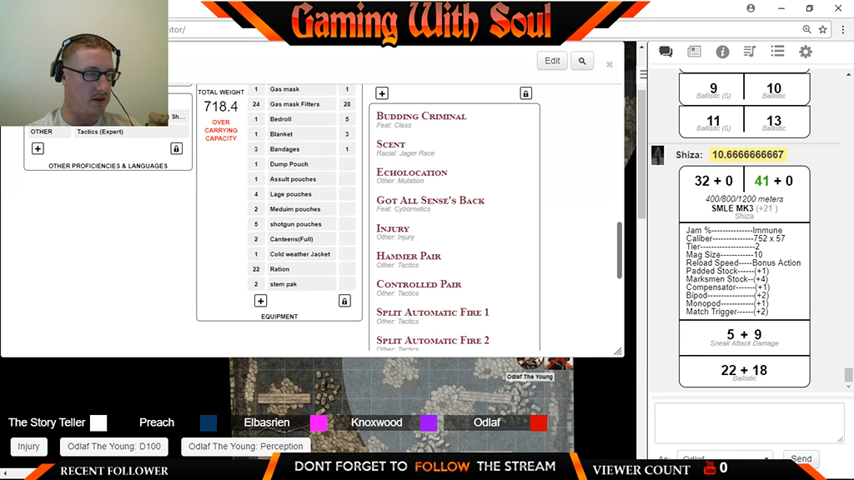 Gaming With Soul
itor/
Edit
Sh...
OTHER Tactics (Expert)
OTHER PROFICIENCIES & LANGUAGES
TOTAL WEIGHT
718.4
OVER
CARRYING
CAPACITY
1 Gas mask 1
24 Gas mask Filters 28
1 Bedroll 5
1 Blanket 3
3 Bandages 1
1 Dump Pouch
1 Assult pouches
4 Lage pouches
2 Meduim pouches
5 shotgun pouches
2 Canteens(Full)
1 Cold weather Jacket
22 Ration
2 stem pak
EQUIPMENT
BUDDING CRIMINAL
Feat: Class
SCENT
Racial: Jager Race
ECHOLOCATION
Other: Mutation
GOT ALL SENSE'S BACK
Feat: Cybornetics
INJURY
Other: Injury
HAMMER PAIR
Other: Tactics
CONTROLLED PAIR
Other: Tactics
SPLIT AUTOMATIC FIRE 1
Other: Tactics
SPLIT AUTOMATIC FIRE 2
Other: Tactics
9 10
Ballistic (S) Ballistic
11 13
Ballistic (S) Ballistic
Shiza: 10.6666666667
32 + 0 41 + 0
400/800/1200 meters
SMLE MK3 (+21)
Shiza
Jam %--------------Immune
Caliber--------------752 x 57
Tier-----------------2
Mag Size-----------10
Reload Speed-----Bonus Action
Padded Stock---(+1)
Marksmen Stock--(+4)
Compensator------(+1)
Bipod--------------(+2)
Monopod----------(+1)
Match Trigger------(+2)
5 + 9
Sneak Attack Damage
22 + 18
Ballistic
Odlaf The Young
The Story Teller Preach Elbasrien Knoxwood Odlaf
Injury Odlaf The Young: D100 Odlaf The Young: Perception
As: Odlaf Send
RECENT FOLLOWER
DONT FORGET TO FOLLOW THE STREAM
VIEWER COUNT 0